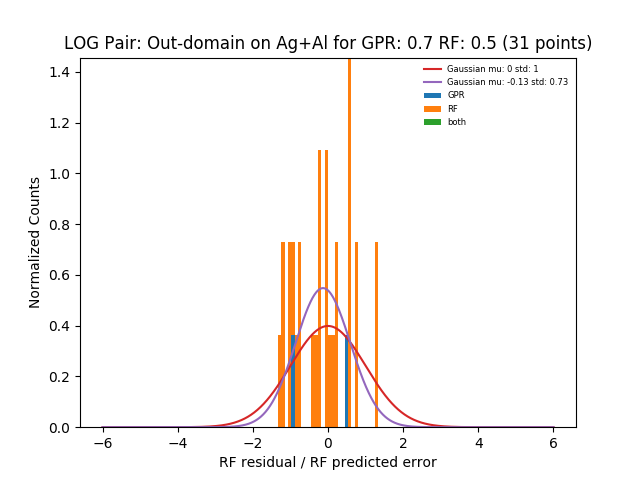 LOG Pair: Out-domain on Ag+Al for GPR: 0.7 RF: 0.5 (31 points)
Gaussian mu: 0 std: 1
Gaussian mu: -0.13 std: 0.73
GPR
RF
both
Normalized Counts
1.4
1.2
1.0
0.8
0.6
0.4
0.2
0.0
−6 −4 −2 0 2 4 6
RF residual / RF predicted error